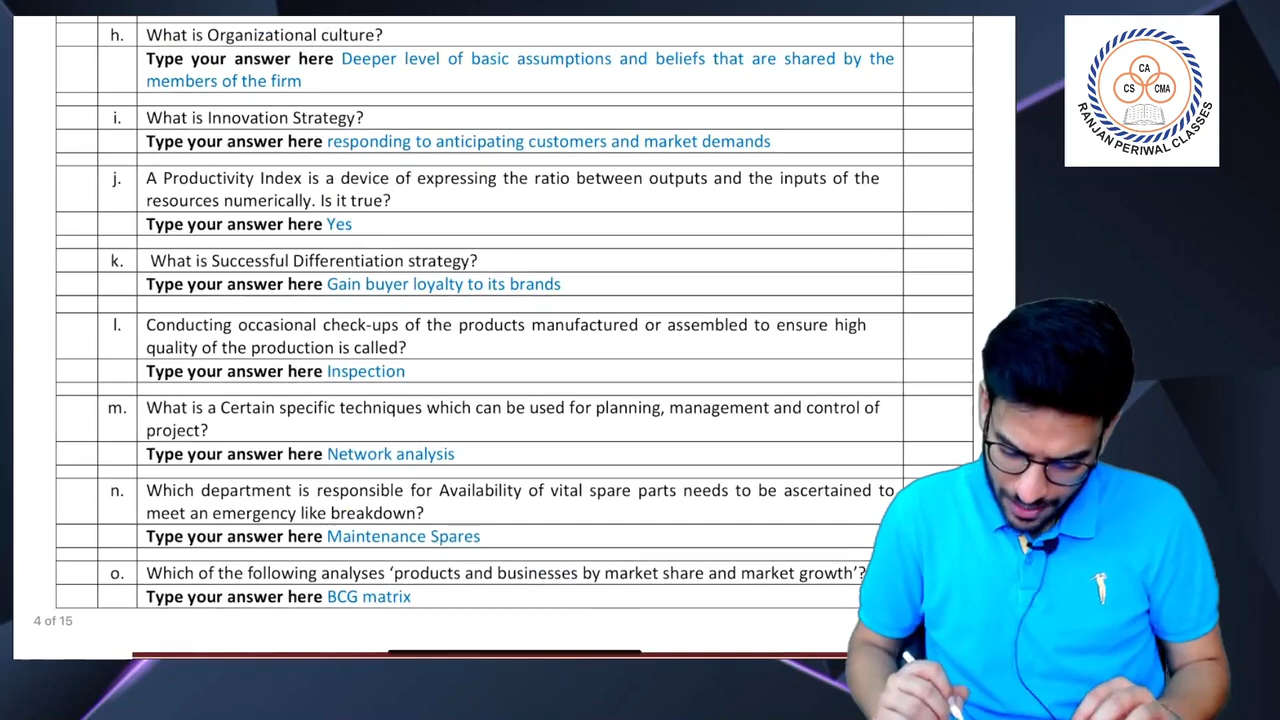 h. What is Organizational culture?
Type your answer here Deeper level of basic assumptions and beliefs that are shared by the
members of the firm
i. What is Innovation Strategy?
Type your answer here responding to anticipating customers and market demands
j. A Productivity Index is a device of expressing the ratio between outputs and the inputs of the
resources numerically. Is it true?
Type your answer here Yes
k. What is Successful Differentiation strategy?
Type your answer here Gain buyer loyalty to its brands
l. Conducting occasional check-ups of the products manufactured or assembled to ensure high
quality of the production is called?
Type your answer here Inspection
m. What is a Certain specific techniques which can be used for planning, management and control of
project?
Type your answer here Network analysis
n. Which department is responsible for Availability of vital spare parts needs to be ascertained to
meet an emergency like breakdown?
Type your answer here Maintenance Spares
o. Which of the following analyses ‘products and businesses by market share and market growth’?
Type your answer here BCG matrix
4 of 15
CA
CS CMA
RANJAN PERIWAL CLASSES